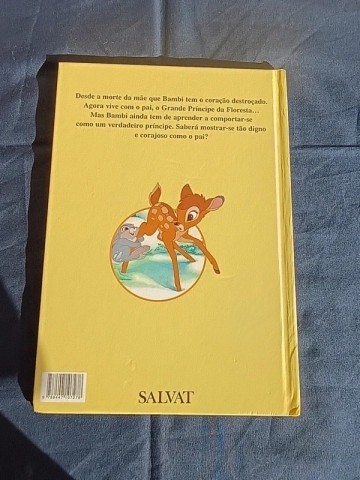 Desde a morte da mãe que Bambi tem o coração destroçado.
Agora vive com o pai, o Grande Príncipe da Floresta...
Mas Bambi ainda tem de aprender a comportar-se
como um verdadeiro príncipe. Saberá mostrar-se tão digno
e corajoso como o pai?
SALVAT